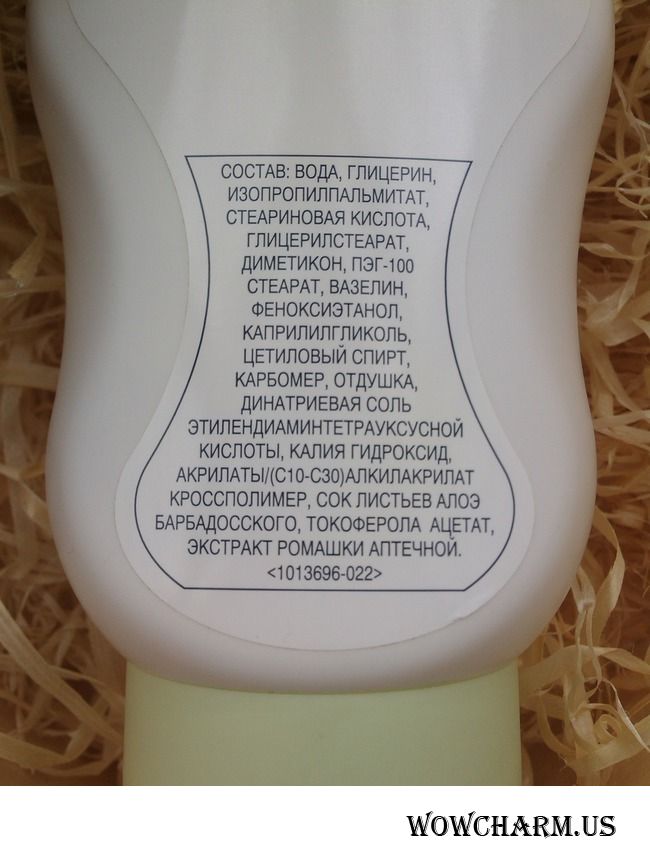 СОСТАВ: ВОДА, ГЛИЦЕРИН,
ИЗОПРОПИЛПАЛЬМИТАТ,
СТЕАРИНОВАЯ КИСЛОТА,
ГЛИЦЕРИЛСТЕАРАТ,
ДИМЕТИКОН, ПЭГ-100
СТЕАРАТ, ВАЗЕЛИН,
ФЕНОКСИЭТАНОЛ,
КАПРИЛИЛГЛИКОЛЬ,
ЦЕТИЛОВЫЙ СПИРТ,
КАРБОМЕР, ОТДУШКА,
ДИНАТРИЕВАЯ СОЛЬ
ЭТИЛЕНДИАМИНТЕТРАУКСУСНОЙ
КИСЛОТЫ, КАЛИЯ ГИДРОКСИД,
АКРИЛАТЫ/(С10-С30)АЛКИЛАКРИЛАТ
КРОССПОЛИМЕР, СОК ЛИСТЬЕВ АЛОЭ
БАРБАДОССКОГО, ТОКОФЕРОЛА АЦЕТАТ,
ЭКСТРАКТ РОМАШКИ АПТЕЧНОЙ.
<1013696-022>
WOWCHARM.US